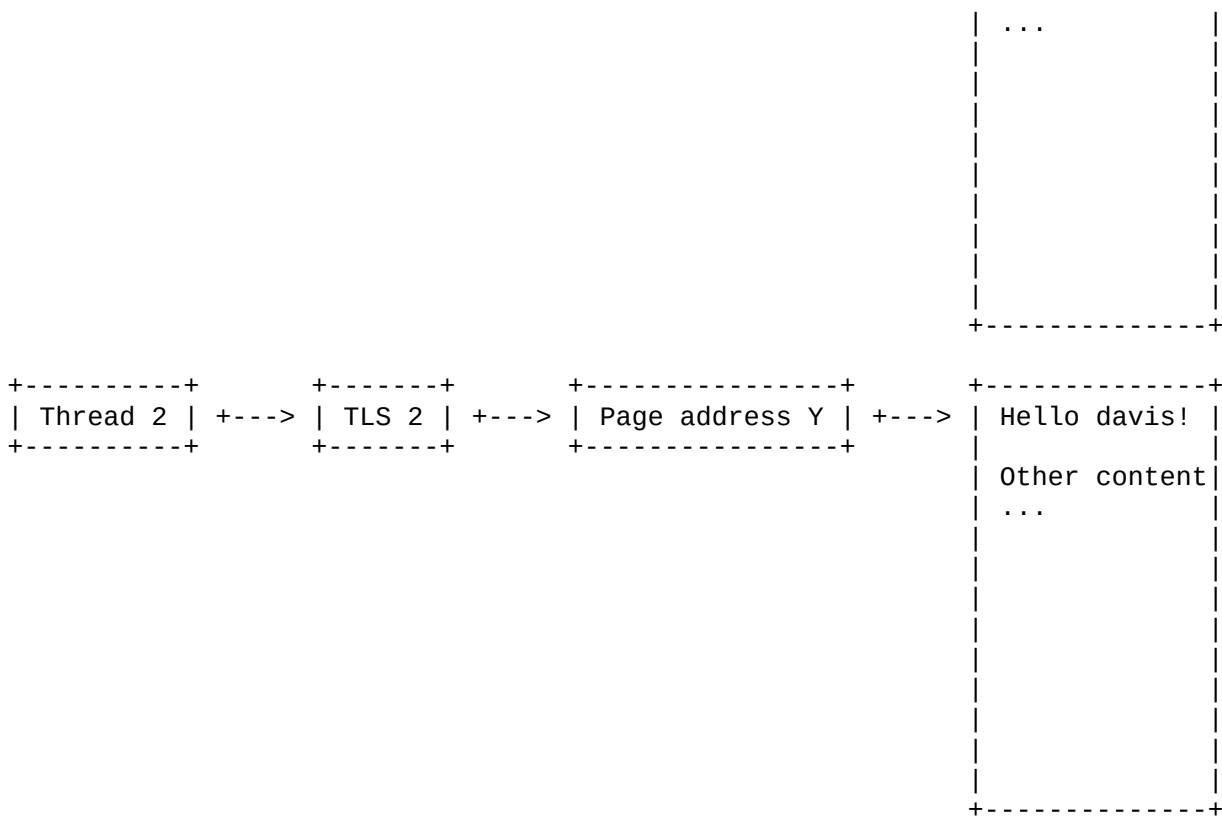 ...
Thread 2 TLS 2 Page address Y Hello davis!
Other content
...